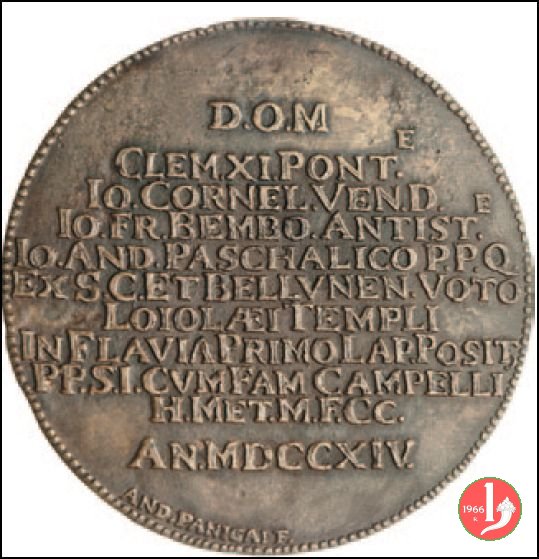 D.O.M
CLEM.XI.PONT.E
IO.CORNEL.VEN.D.
IO.FR.BEMBO.ANTIST.E
IO.AND.PASCHALICO P.P.Q
EX S.C.ET BELLVNEN.VOTO
LOIOLÆI TEMPLI
IN FLAVIA PRIMO LAP.POSIT.
PP.S.I.CVM FAM CAMPELLI
H.MET.M.F.CC.
AN.MDCCXIV.
AND.PANIGALE
1966